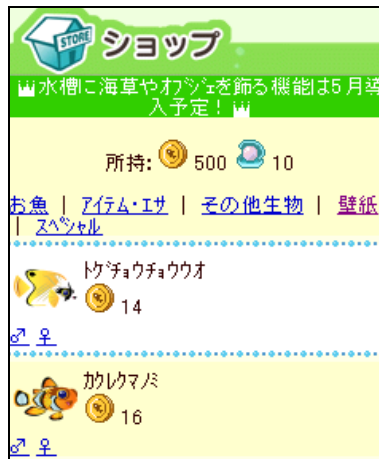 STORE ショップ
水槽に海草やｵﾌﾞｼﾞｪを飾る機能は5月導
入予定!
所持: 500 10
お魚 | ｱｲﾃﾑ･ｴｻ | その他生物 | 壁紙
| ｽﾍﾟｼｬﾙ
ﾄｹﾞﾁｮｳﾁｮｳｳｵ
14
♂ ♀
ｶｸﾚｸﾏﾉﾐ
16
♂ ♀